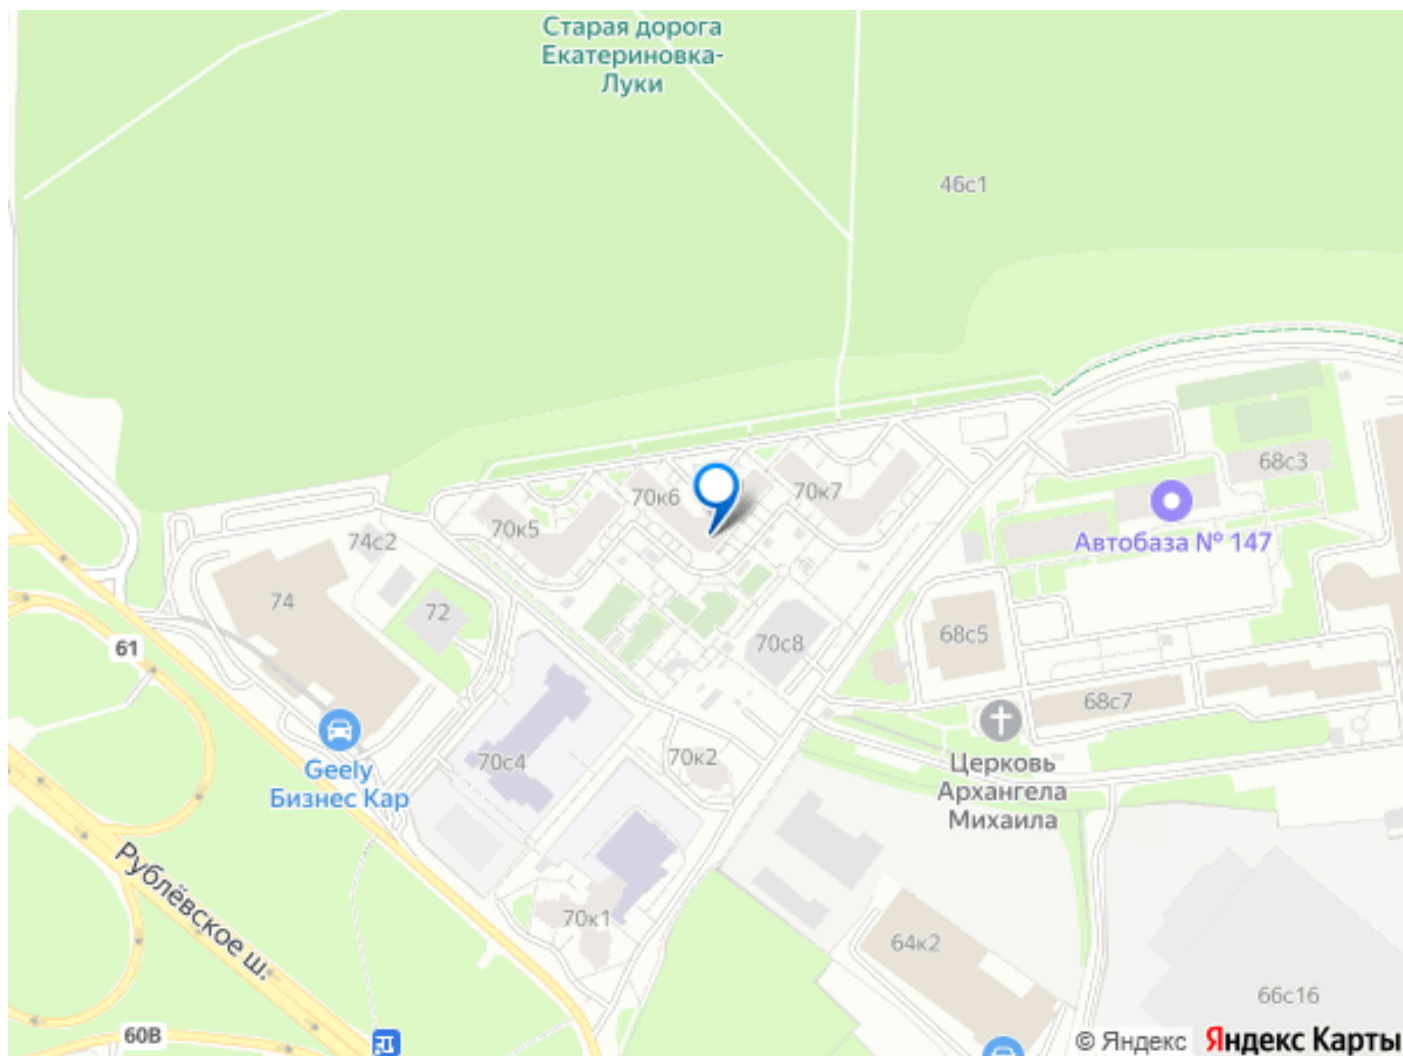 Старая дорога
Екатериновка-
Луки
46с1
68с3
70к6
70к7
70к5
74с2
Автобаза № 147
74
72
61
70с8
68с5
68с7
70к2
70с4
Geely
Бизнес Кар
Церковь
Архангела
Михаила
Рублёвское ш.
70к1
64к2
66с16
60В
© Яндекс Яндекс Карты